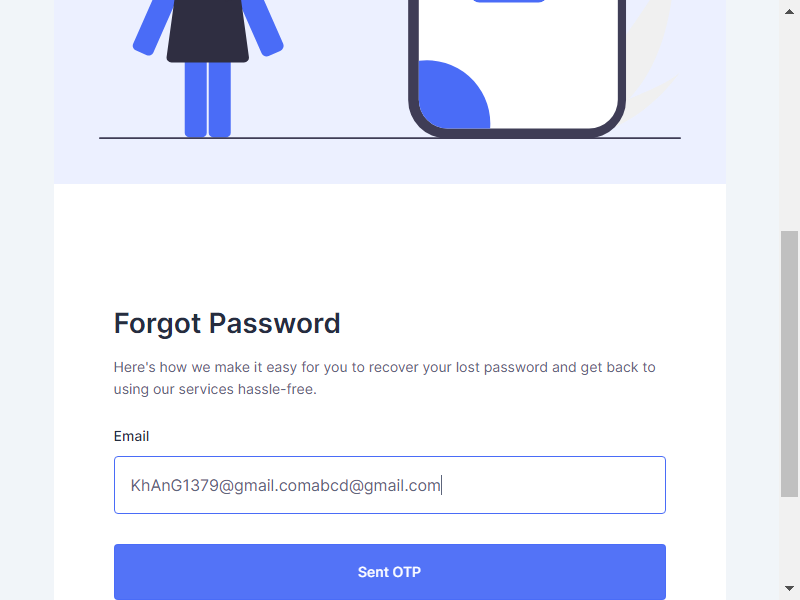 Forgot Password
Here's how we make it easy for you to recover your lost password and get back to
using our services hassle-free.
Email
KhAnG1379@gmail.comabcd@gmail.com
Sent OTP